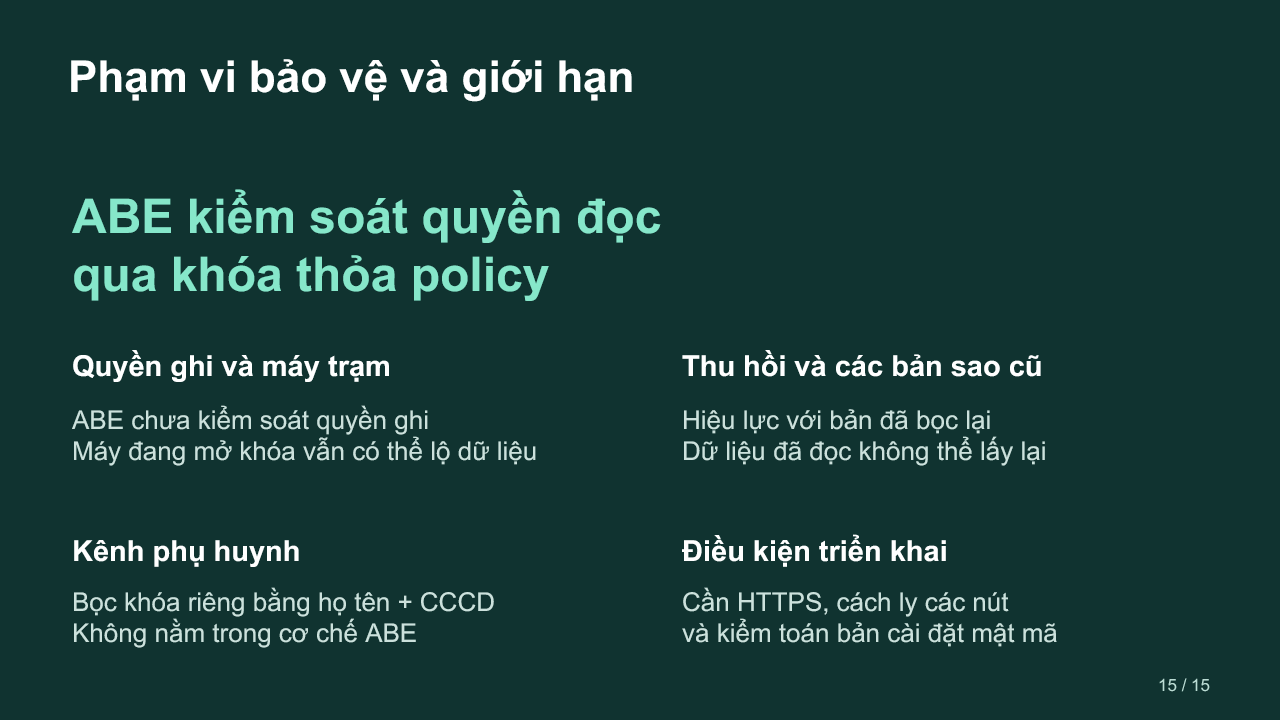 Phạm vi bảo vệ và giới hạn
ABE kiểm soát quyền đọc
qua khóa thỏa policy
Quyền ghi và máy trạm
ABE chưa kiểm soát quyền ghi
Máy đang mở khóa vẫn có thể lộ dữ liệu
Thu hồi và các bản sao cũ
Hiệu lực với bản đã bọc lại
Dữ liệu đã đọc không thể lấy lại
Kênh phụ huynh
Bọc khóa riêng bằng họ tên + CCCD
Không nằm trong cơ chế ABE
Điều kiện triển khai
Cần HTTPS, cách ly các nút
và kiểm toán bản cài đặt mật mã
15 / 15